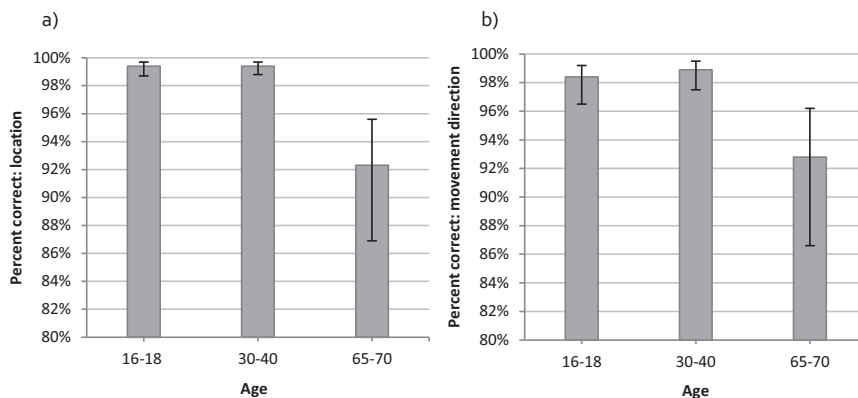 a)
Percent correct: location
100%
98%
96%
94%
92%
90%
88%
86%
84%
82%
80%
16-18 30-40 65-70
Age
b)
Percent correct: movement direction
100%
98%
96%
94%
92%
90%
88%
86%
84%
82%
80%
16-18 30-40 65-70
Age